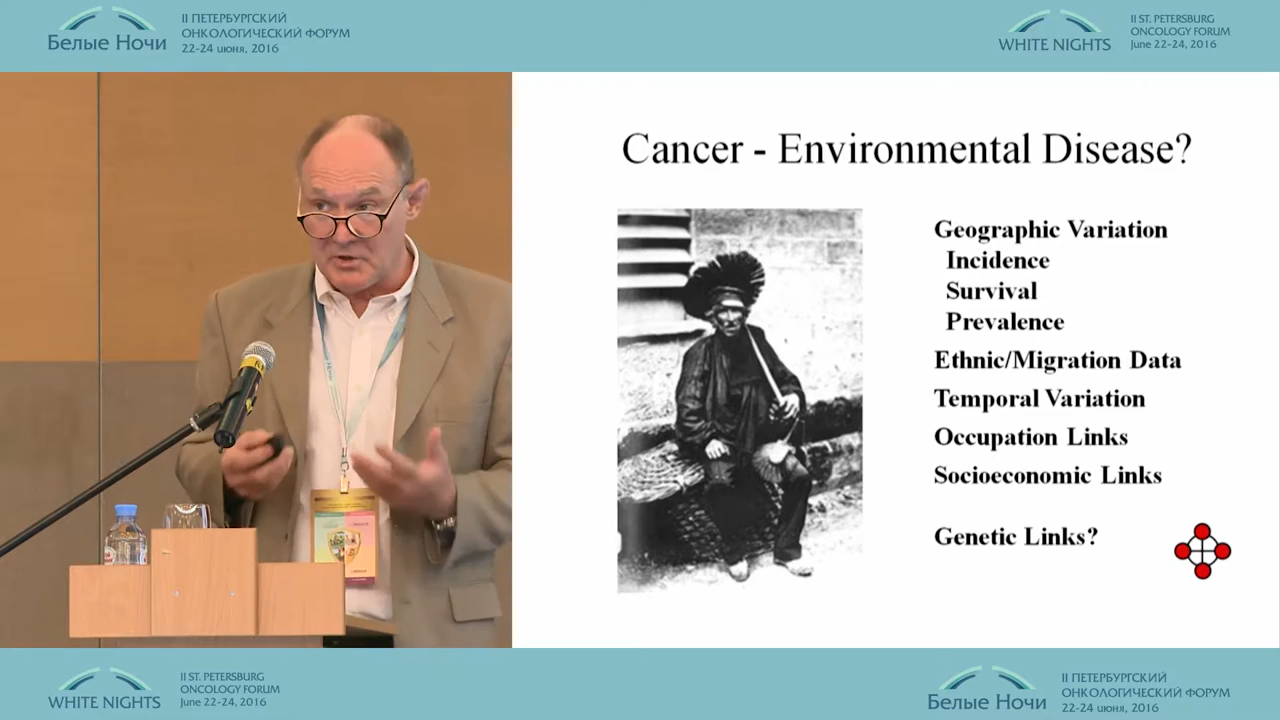 Белые Ночи
II ПЕТЕРБУРГСКИЙ
ОНКОЛОГИЧЕСКИЙ ФОРУМ
22-24 июня, 2016
WHITE NIGHTS
II ST. PETERSBURG
ONCOLOGY FORUM
June 22-24, 2016
Cancer - Environmental Disease?
Geographic Variation
Incidence
Survival
Prevalence
Ethnic/Migration Data
Temporal Variation
Occupation Links
Socioeconomic Links
Genetic Links?
WHITE NIGHTS
II ST. PETERSBURG
ONCOLOGY FORUM
June 22-24, 2016
Белые Ночи
II ПЕТЕРБУРГСКИЙ
ОНКОЛОГИЧЕСКИЙ ФОРУМ
22-24 июня, 2016